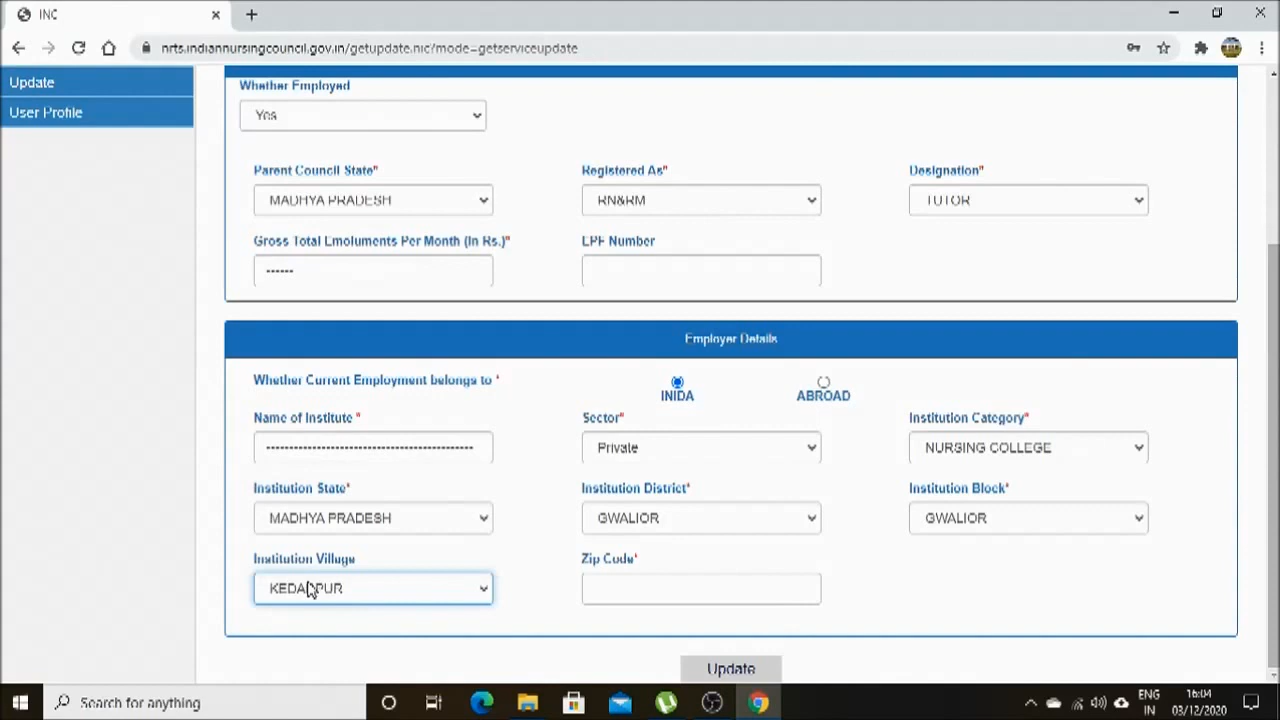 INC
nrts.indiannursingcouncil.gov.in/getupdate.nic?mode=getserviceupdate
Update
User Profile
Whether Employed
Yes
Parent Council State* Registered As* Designation*
MADHYA PRADESH RN&RM TUTOR
Gross Total Emoluments Per Month (In Rs.)* EPF Number
------
Employer Details
Whether Current Employment belongs to *
INIDA ABROAD
Name of Institute * Sector* Institution Category*
--------------------------------------------- Private NURSING COLLEGE
Institution State* Institution District* Institution Block*
MADHYA PRADESH GWALIOR GWALIOR
Institution Village Zip Code*
Update
Search for anything
ENG 16:04
IN 03/12/2020